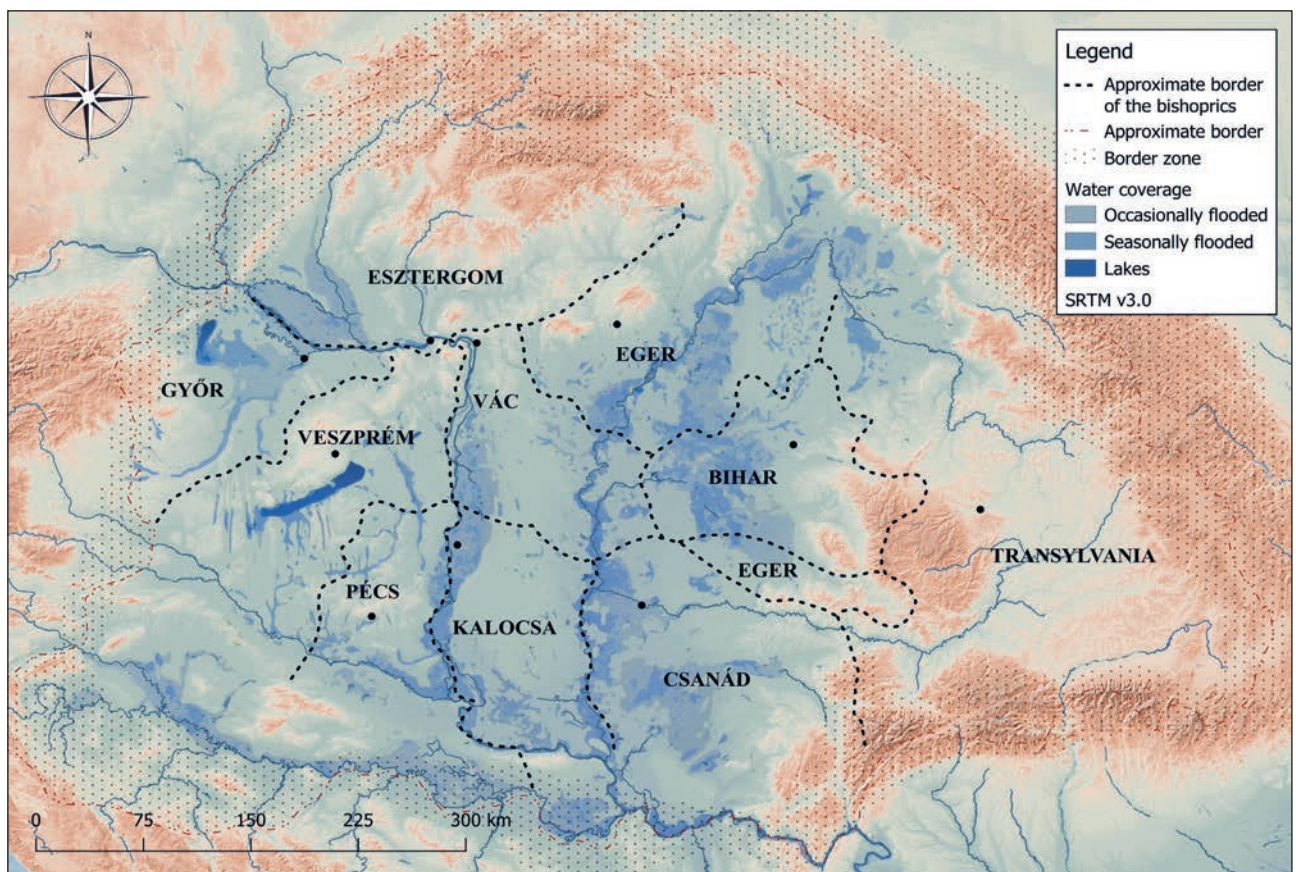 N
Legend
Approximate border
of the bishoprics
Approximate border
Border zone
Water coverage
Occasionally flooded
Seasonally flooded
Lakes
SRTM v3.0
ESZTERGOM
EGER
GYŐR
VÁC
VESZPRÉM
BIHAR
TRANSYLVANIA
EGER
PÉCS
KALOCSA
CSANÁD
0 75 150 225 300 km